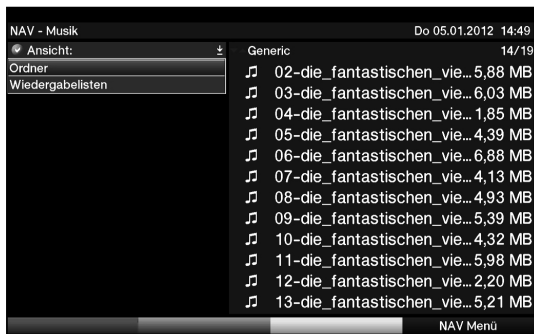 NAV - Musik Do 05.01.2012 14:49
Ansicht:
Ordner
Wiedergabelisten
Generic 14/19
02-die_fantastischen_vie...5,88 MB
03-die_fantastischen_vie...6,03 MB
04-die_fantastischen_vie...1,85 MB
05-die_fantastischen_vie...4,39 MB
06-die_fantastischen_vie...6,88 MB
07-die_fantastischen_vie...4,13 MB
08-die_fantastischen_vie...4,93 MB
09-die_fantastischen_vie...5,39 MB
10-die_fantastischen_vie...4,32 MB
11-die_fantastischen_vie...5,98 MB
12-die_fantastischen_vie...2,20 MB
13-die_fantastischen_vie...5,21 MB
NAV Menü